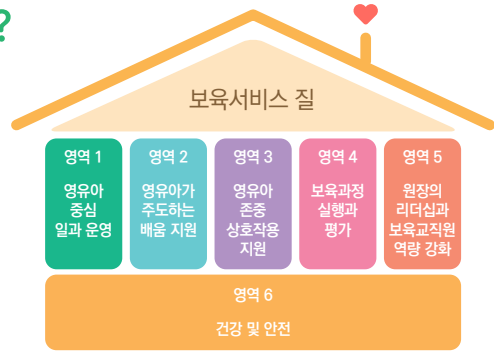 ?
보육서비스 질
영역 1
영유아
중심
일과 운영
영역 2
영유아가
주도하는
배움 지원
영역 3
영유아
존중
상호작용
지원
영역 4
보육과정
실행과
평가
영역 5
원장의
리더십과
보육교직원
역량 강화
영역 6
건강 및 안전